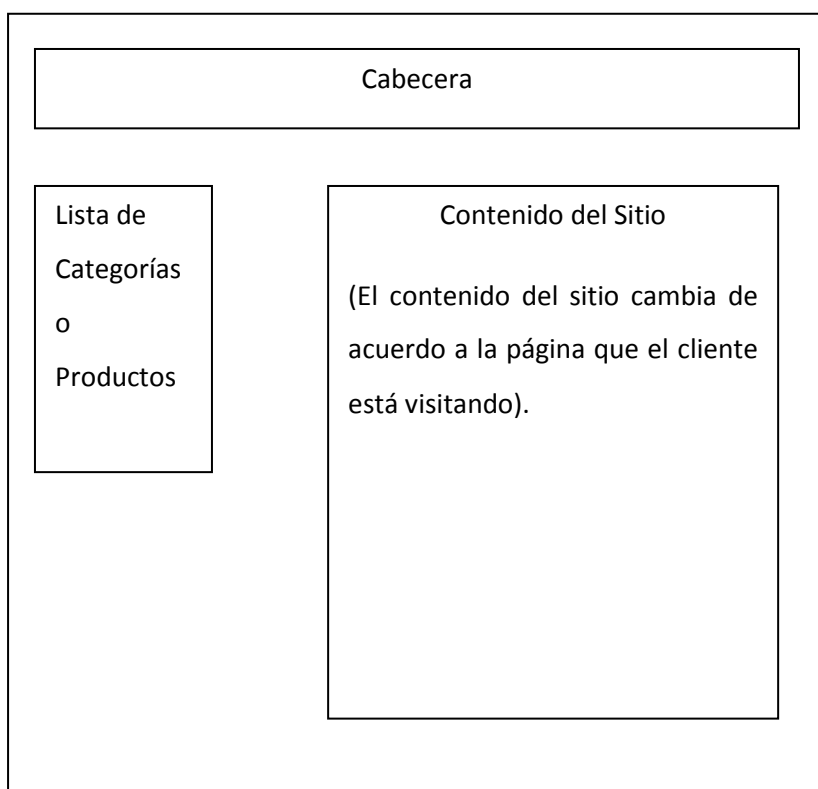 Cabecera
Lista de
Categorías
o
Productos
Contenido del Sitio
(El contenido del sitio cambia de
acuerdo a la página que el cliente
está visitando).